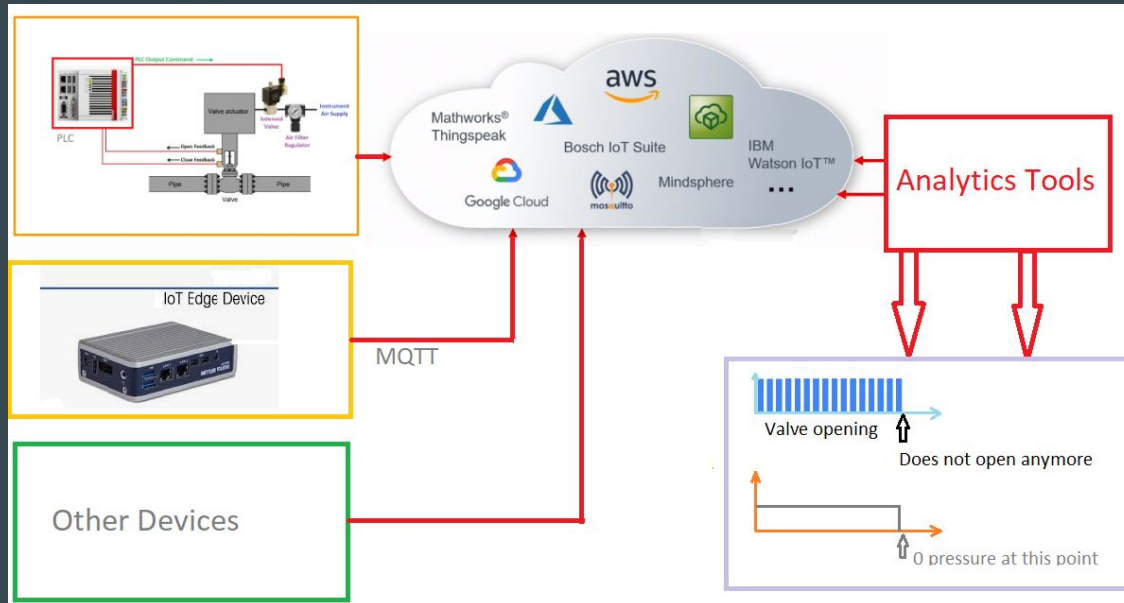 PLC Output Command
PLC
Valve actuator
Solenoid
Valve
Instrument
Air Supply
Air Filter
Regulator
Open Feedback
Close Feedback
Pipe
Pipe
Valve
Mathworks®
Thingspeak
aws
Bosch IoT Suite
IBM
Watson IoT™
Google Cloud
mosquitto
Mindsphere
...
Analytics Tools
IoT Edge Device
METTLER TOLEDO
MQTT
Other Devices
Valve opening
Does not open anymore
0 pressure at this point